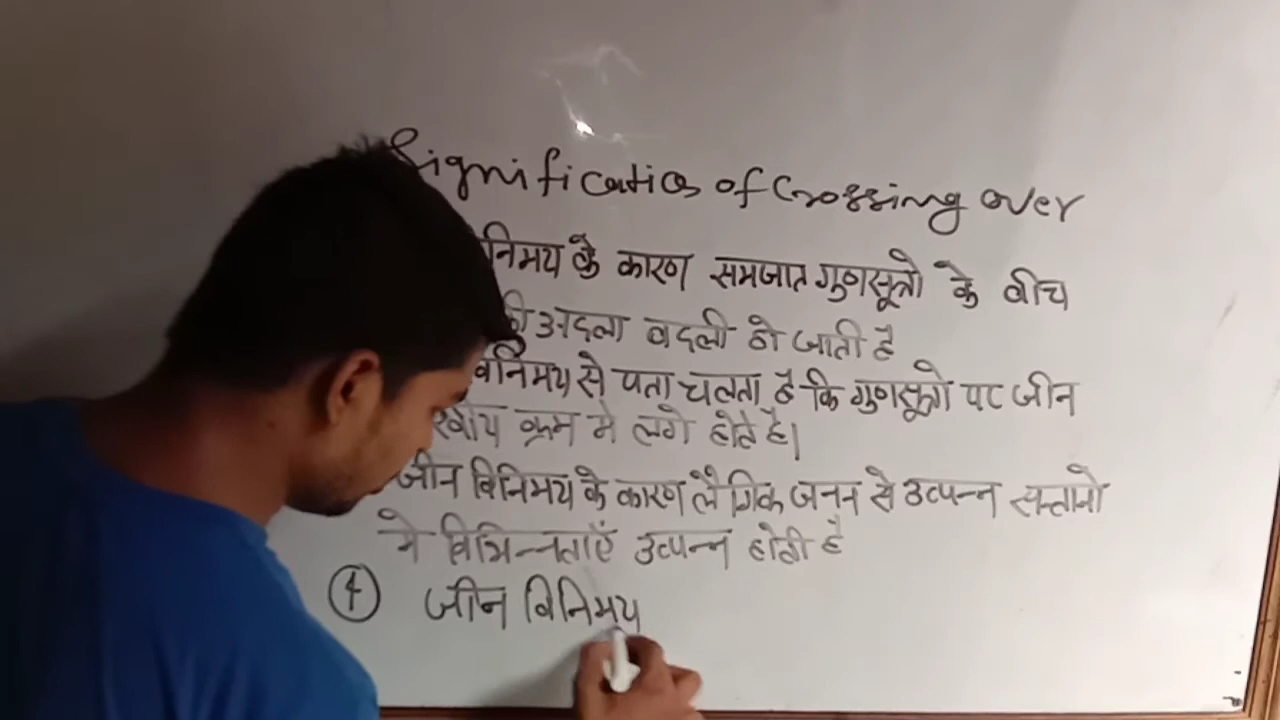 Significatios of Crossing over
निमय के कारण समजात गुणसूत्रो के बीच
की अदला बदली हो जाती है
विनिमय से पता चलता है कि गुणसूत्रो पर जीन
क्रम मे लगे होते है।
जीन विनिमय के कारण लैगिक जनन से उत्पन्न सन्तानो
मे विभिन्नताएँ उत्पन्न होती है
4 जीन विनिमय